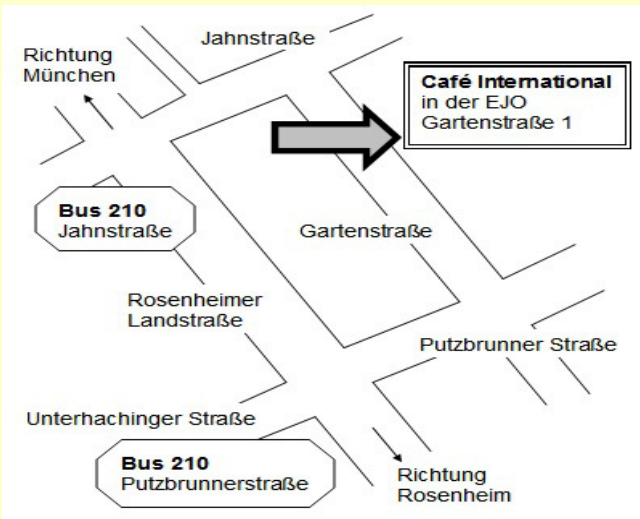 Jahnstraße
Richtung
München
Café International
in der EJO
Gartenstraße 1
Bus 210
Jahnstraße
Gartenstraße
Rosenheimer
Landstraße
Putzbrunner Straße
Unterhachinger Straße
Bus 210
Putzbrunnerstraße
Richtung
Rosenheim